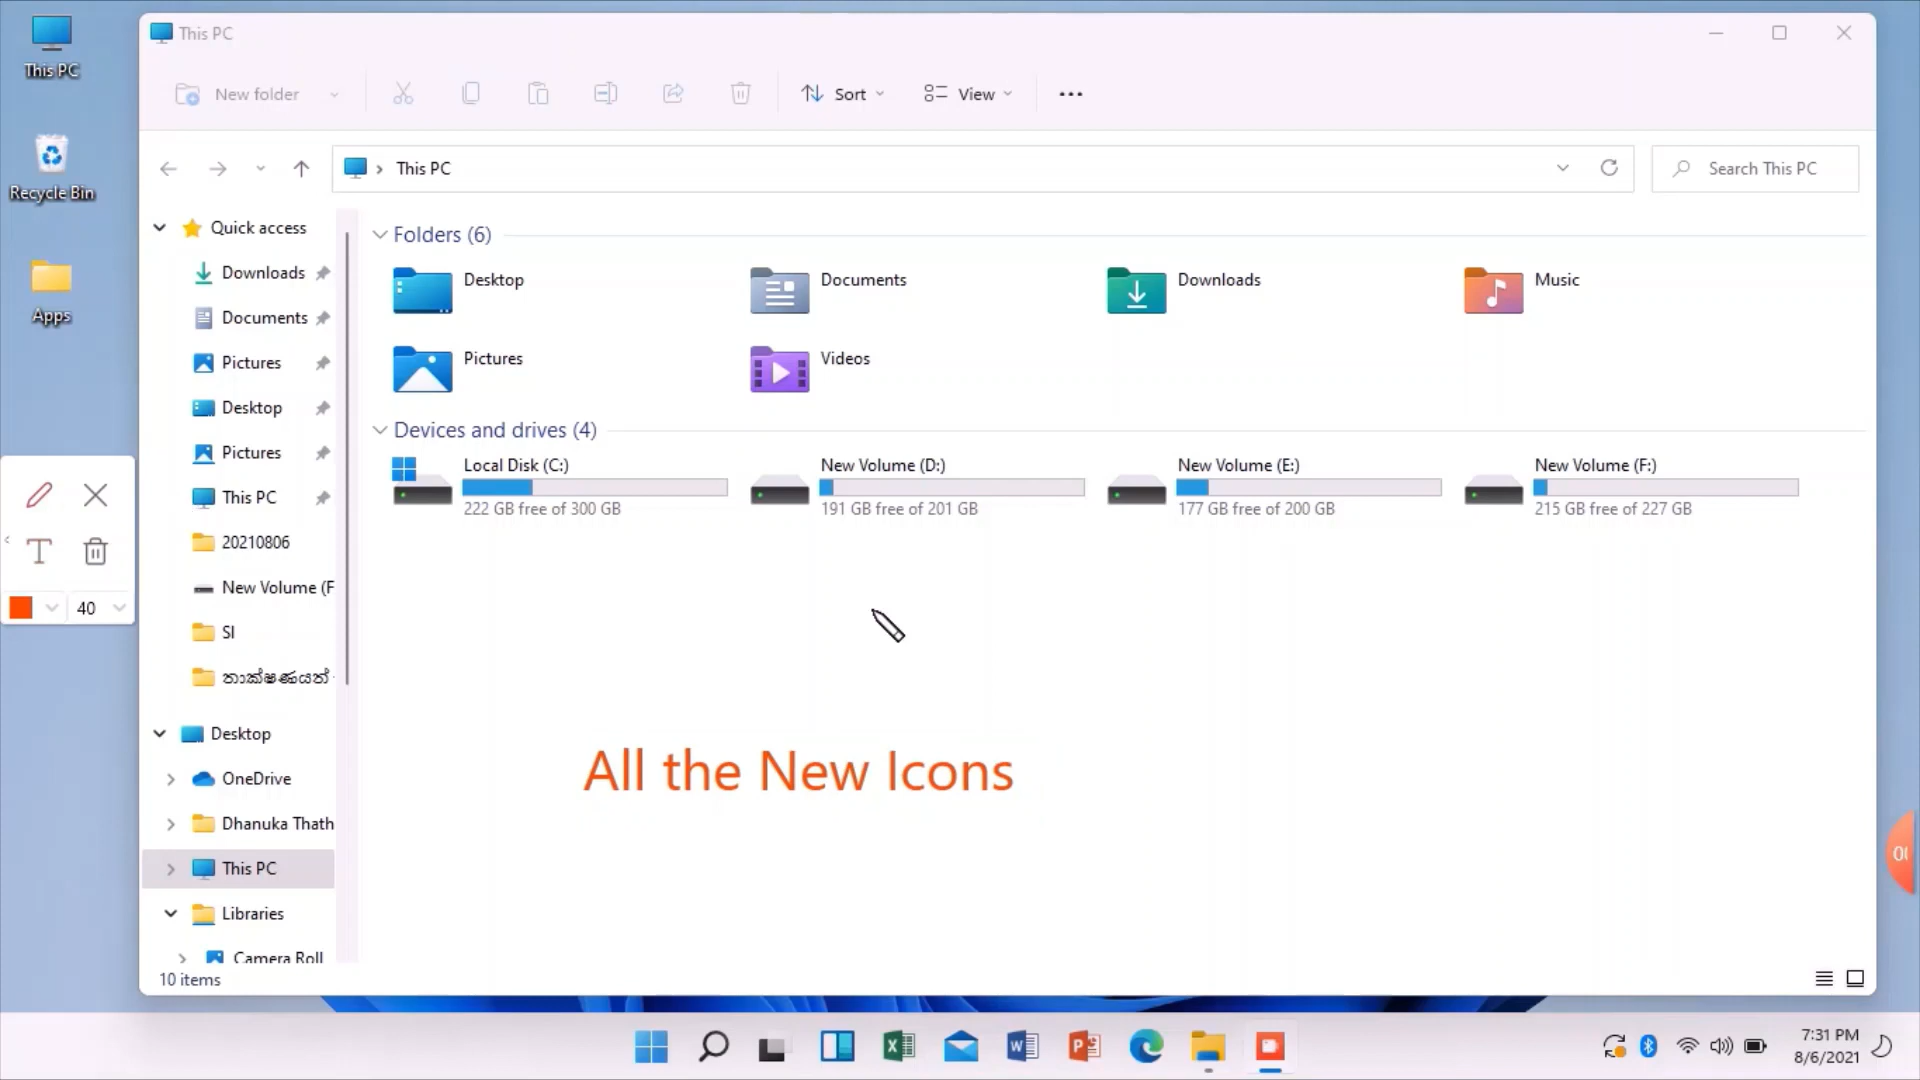 This PC
Recycle Bin
Apps
40
This PC
New folder
Sort
View
This PC
Search This PC
Quick access
Downloads
Documents
Pictures
Desktop
Pictures
This PC
20210806
New Volume (F
SI
තාක්ෂණයත්
Desktop
OneDrive
Dhanuka Thath
This PC
Libraries
Camera Roll
Folders (6)
Desktop
Documents
Downloads
Music
Pictures
Videos
Devices and drives (4)
Local Disk (C:)
222 GB free of 300 GB
New Volume (D:)
191 GB free of 201 GB
New Volume (E:)
177 GB free of 200 GB
New Volume (F:)
215 GB free of 227 GB
All the New Icons
10 items
7:31 PM
8/6/2021